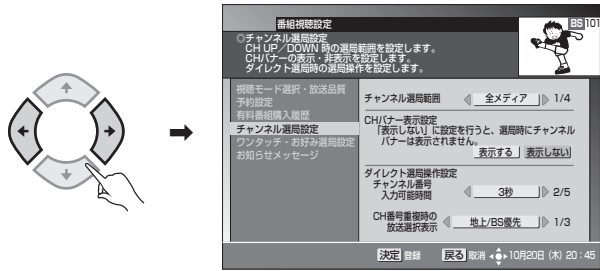 番組視聴設定
BS 101
◎チャンネル選局設定
CH UP／DOWN 時の選局範囲を設定します。
CHバナーの表示・非表示を設定します。
ダイレクト選局時の選局操作を設定します。
視聴モード選択・放送品質
予約設定
有料番組購入履歴
チャンネル選局設定
ワンタッチ・お好み選局設定
お知らせメッセージ
チャンネル選局範囲 全メディア 1/4
CHバナー表示設定
「表示しない」に設定を行うと、選局時にチャンネル
バナーは表示されません。
表示する 表示しない
ダイレクト選局操作設定
チャンネル番号
入力可能時間 3秒 2/5
CH番号重複時の
放送選択表示 地上/BS優先 1/3
決定 登録 戻る 取消 10月20日 (木) 20：45